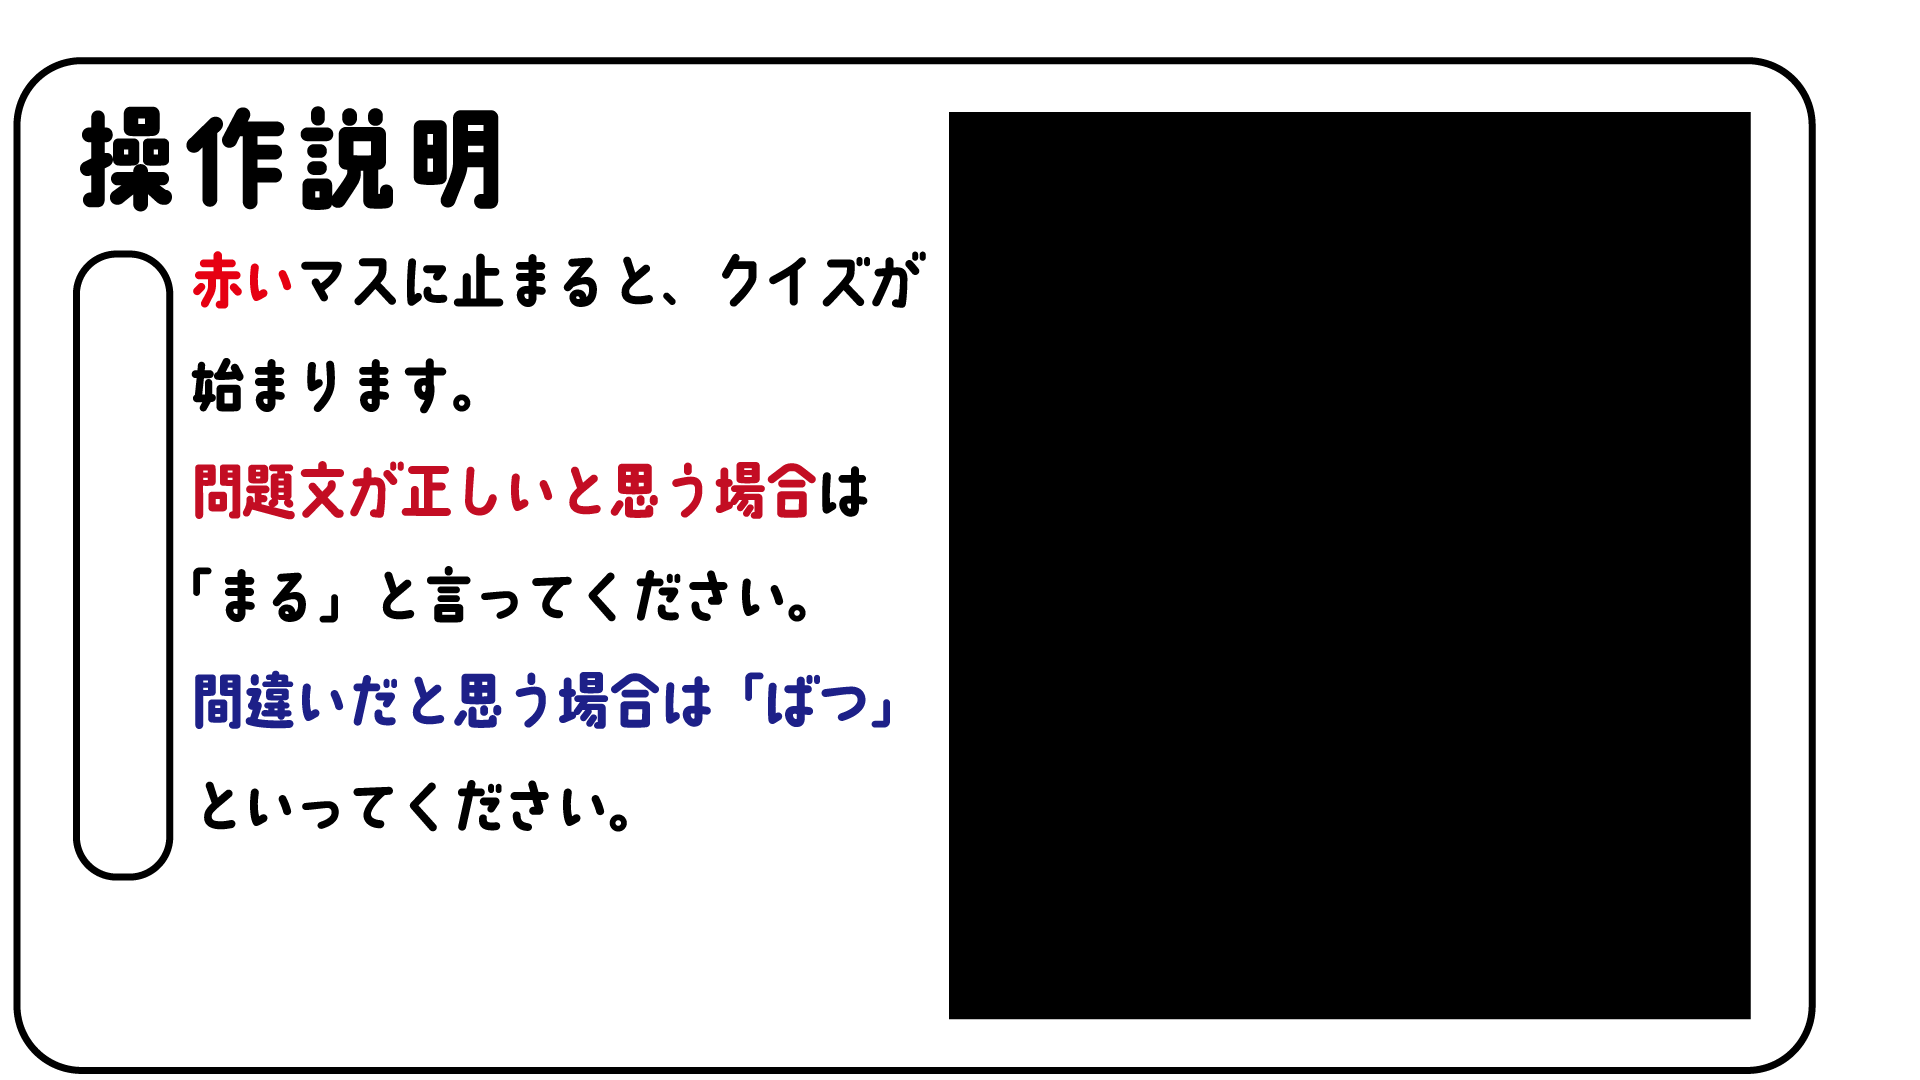 操作説明
赤いマスに止まると、クイズが
始まります。
問題文が正しいと思う場合は
「まる」と言ってください。
間違いだと思う場合は「ばつ」
といってください。